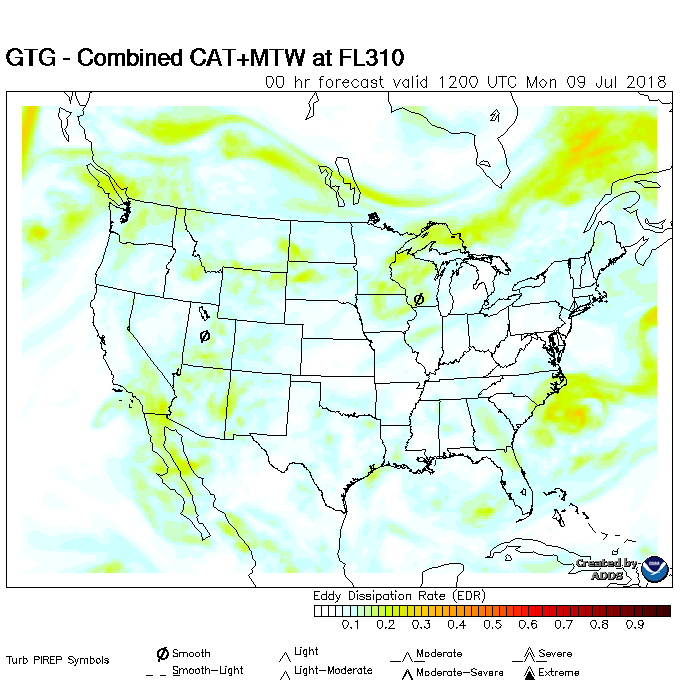 GTG - Combined CAT+MTW at FL310
00 hr forecast valid 1200 UTC Mon 09 Jul 2018
Created by
ADDS
Eddy Dissipation Rate (EDR)
0.1 0.2 0.3 0.4 0.5 0.6 0.7 0.8 0.9
Turb PIREP Symbols
Smooth Light Moderate Severe
Smooth-Light Light-Moderate Moderate-Severe Extreme